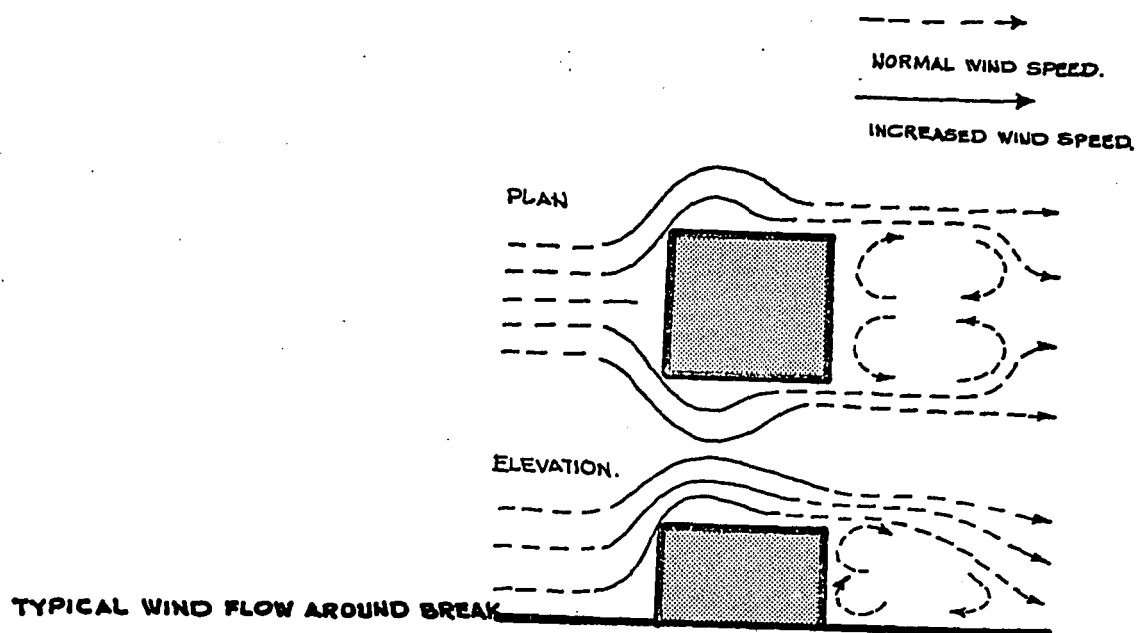 NORMAL WIND SPEED.
INCREASED WIND SPEED.
PLAN
ELEVATION.
TYPICAL WIND FLOW AROUND BREAK